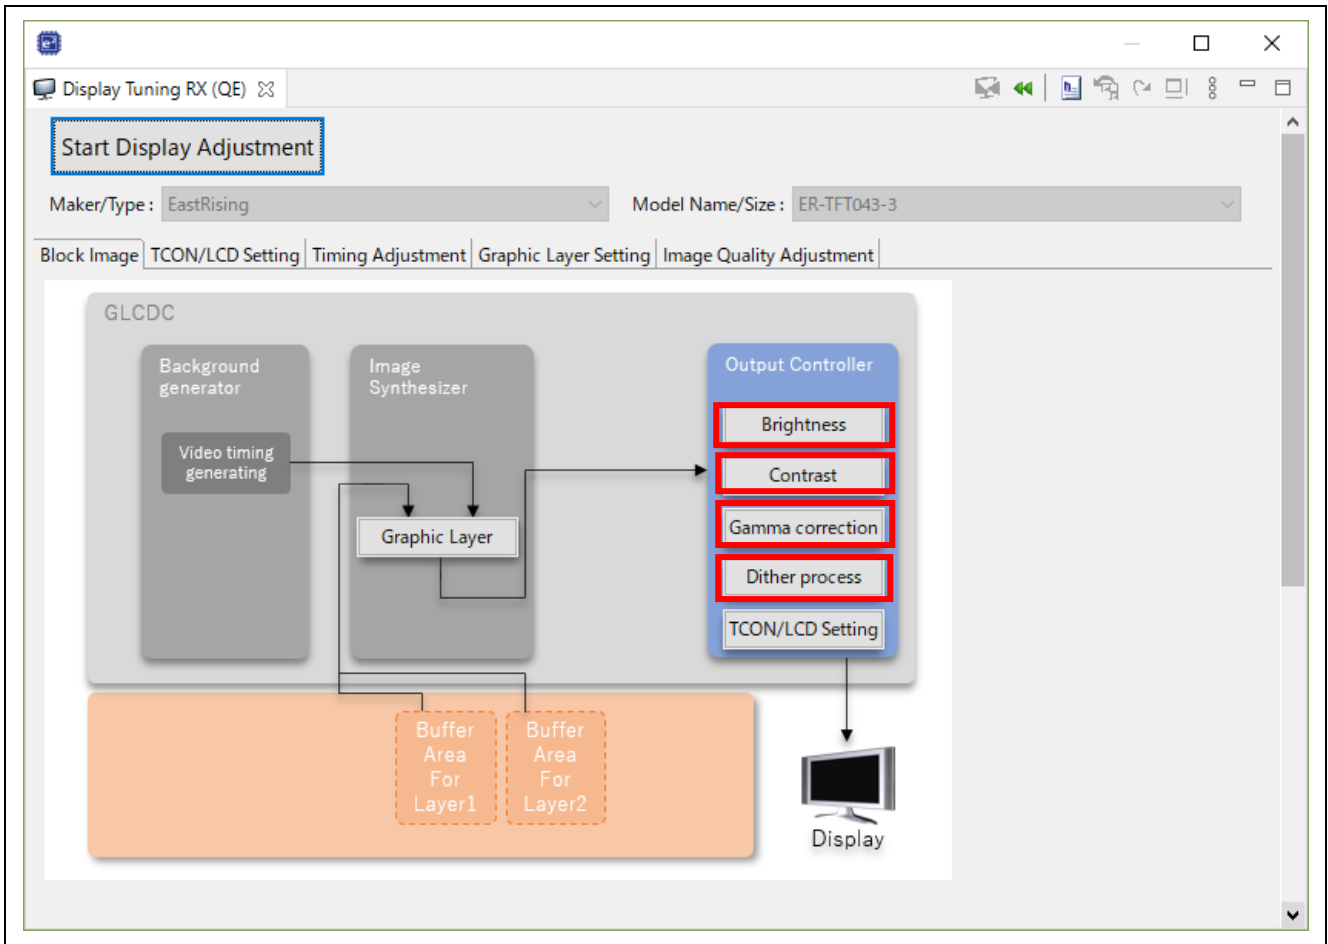 Display Tuning RX (QE)
Start Display Adjustment
Maker/Type : EastRising Model Name/Size : ER-TFT043-3
Block Image TCON/LCD Setting Timing Adjustment Graphic Layer Setting Image Quality Adjustment
GLCDC
Background
generator
Image
Synthesizer
Output Controller
Brightness
Video timing
generating
Contrast
Graphic Layer
Gamma correction
Dither process
TCON/LCD Setting
Buffer
Area
For
Layer1
Buffer
Area
For
Layer2
Display